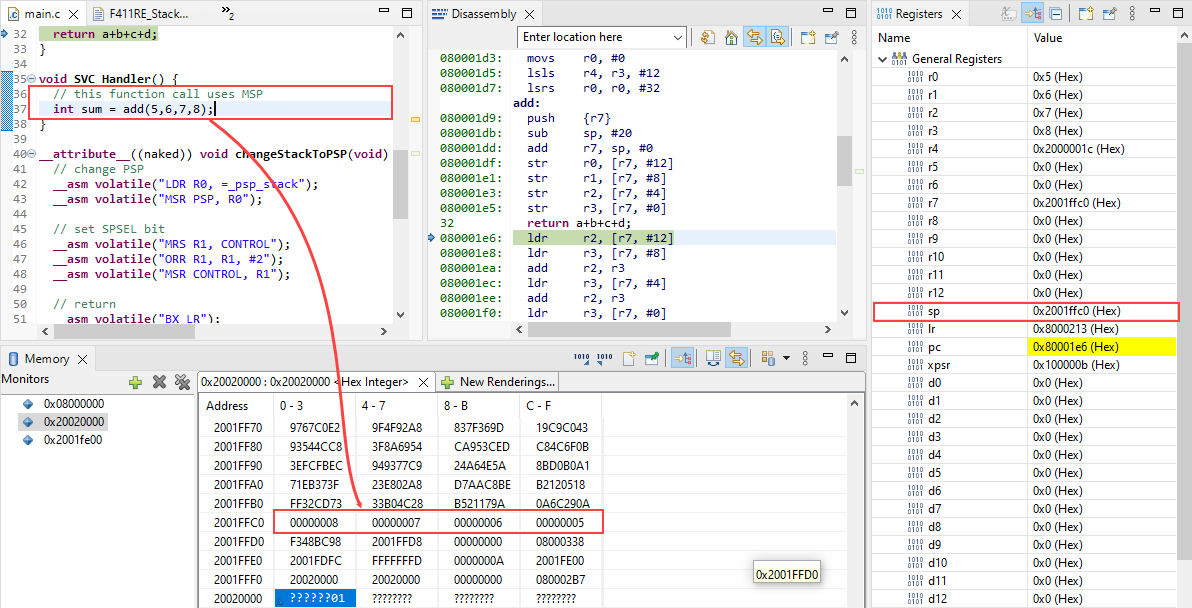 main.c
F411RE_Stack...
»2
32 return a+b+c+d;
33 }
34
35 void SVC_Handler() {
36 // this function call uses MSP
37 int sum = add(5,6,7,8);
38 }
39
40 __attribute__((naked)) void changeStackToPSP(void)
41 // change PSP
42 __asm volatile("LDR R0, =_psp_stack");
43 __asm volatile("MSR PSP, R0");
44
45 // set SPSEL bit
46 __asm volatile("MRS R1, CONTROL");
47 __asm volatile("ORR R1, R1, #2");
48 __asm volatile("MSR CONTROL, R1");
49
50 // return
51 __asm volatile("BX LR");
Disassembly
Enter location here
080001d3: movs r0, #0
080001d5: lsls r4, r3, #12
080001d7: lsrs r0, r0, #32
add:
080001d9: push {r7}
080001db: sub sp, #20
080001dd: add r7, sp, #0
080001df: str r0, [r7, #12]
080001e1: str r1, [r7, #8]
080001e3: str r2, [r7, #4]
080001e5: str r3, [r7, #0]
32 return a+b+c+d;
080001e6: ldr r2, [r7, #12]
080001e8: ldr r3, [r7, #8]
080001ea: add r2, r3
080001ec: ldr r3, [r7, #4]
080001ee: add r2, r3
080001f0: ldr r3, [r7, #0]
Registers
Name Value
General Registers
r0 0x5 (Hex)
r1 0x6 (Hex)
r2 0x7 (Hex)
r3 0x8 (Hex)
r4 0x2000001c (Hex)
r5 0x0 (Hex)
r6 0x0 (Hex)
r7 0x2001ffc0 (Hex)
r8 0x0 (Hex)
r9 0x0 (Hex)
r10 0x0 (Hex)
r11 0x0 (Hex)
r12 0x0 (Hex)
sp 0x2001ffc0 (Hex)
lr 0x8000213 (Hex)
pc 0x80001e6 (Hex)
xpsr 0x100000b (Hex)
d0 0x0 (Hex)
d1 0x0 (Hex)
d2 0x0 (Hex)
d3 0x0 (Hex)
d4 0x0 (Hex)
d5 0x0 (Hex)
d6 0x0 (Hex)
d7 0x0 (Hex)
d8 0x0 (Hex)
d9 0x0 (Hex)
d10 0x0 (Hex)
d11 0x0 (Hex)
d12 0x0 (Hex)
Memory
Monitors
0x08000000
0x20020000
0x2001fe00
0x20020000 : 0x20020000 <Hex Integer>
New Renderings...
Address 0 - 3 4 - 7 8 - B C - F
2001FF70 9767C0E2 9F4F92A8 837F369D 19C9C043
2001FF80 93544CC8 3F8A6954 CA953CED C84C6F0B
2001FF90 3EFCFBEC 949377C9 24A64E5A 8BD0B0A1
2001FFA0 71EB373F 23E802A8 D7AAC8BE B2120518
2001FFB0 FF32CD73 33B04C28 B521179A 0A6C290A
2001FFC0 00000008 00000007 00000006 00000005
2001FFD0 F348BC98 2001FFD8 00000000 08000338
2001FFE0 2001FDFC FFFFFFFD 0000000A 2001FE00
2001FFF0 20020000 20020000 00000000 080002B7
20020000 ??????01 ???????? ???????? ????????
0x2001FFD0